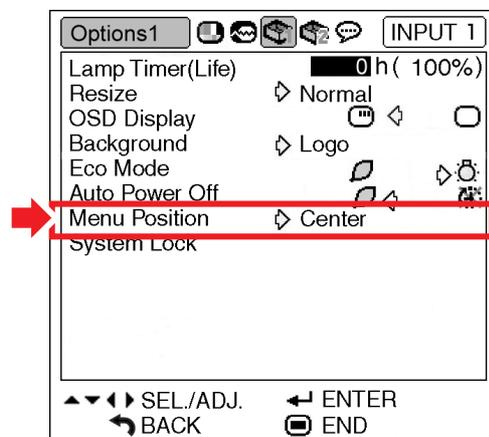 Options1 INPUT 1
Lamp Timer(Life) 0 h ( 100%)
Resize Normal
OSD Display
Background Logo
Eco Mode
Auto Power Off
Menu Position Center
System Lock
SEL./ADJ. ENTER
BACK END